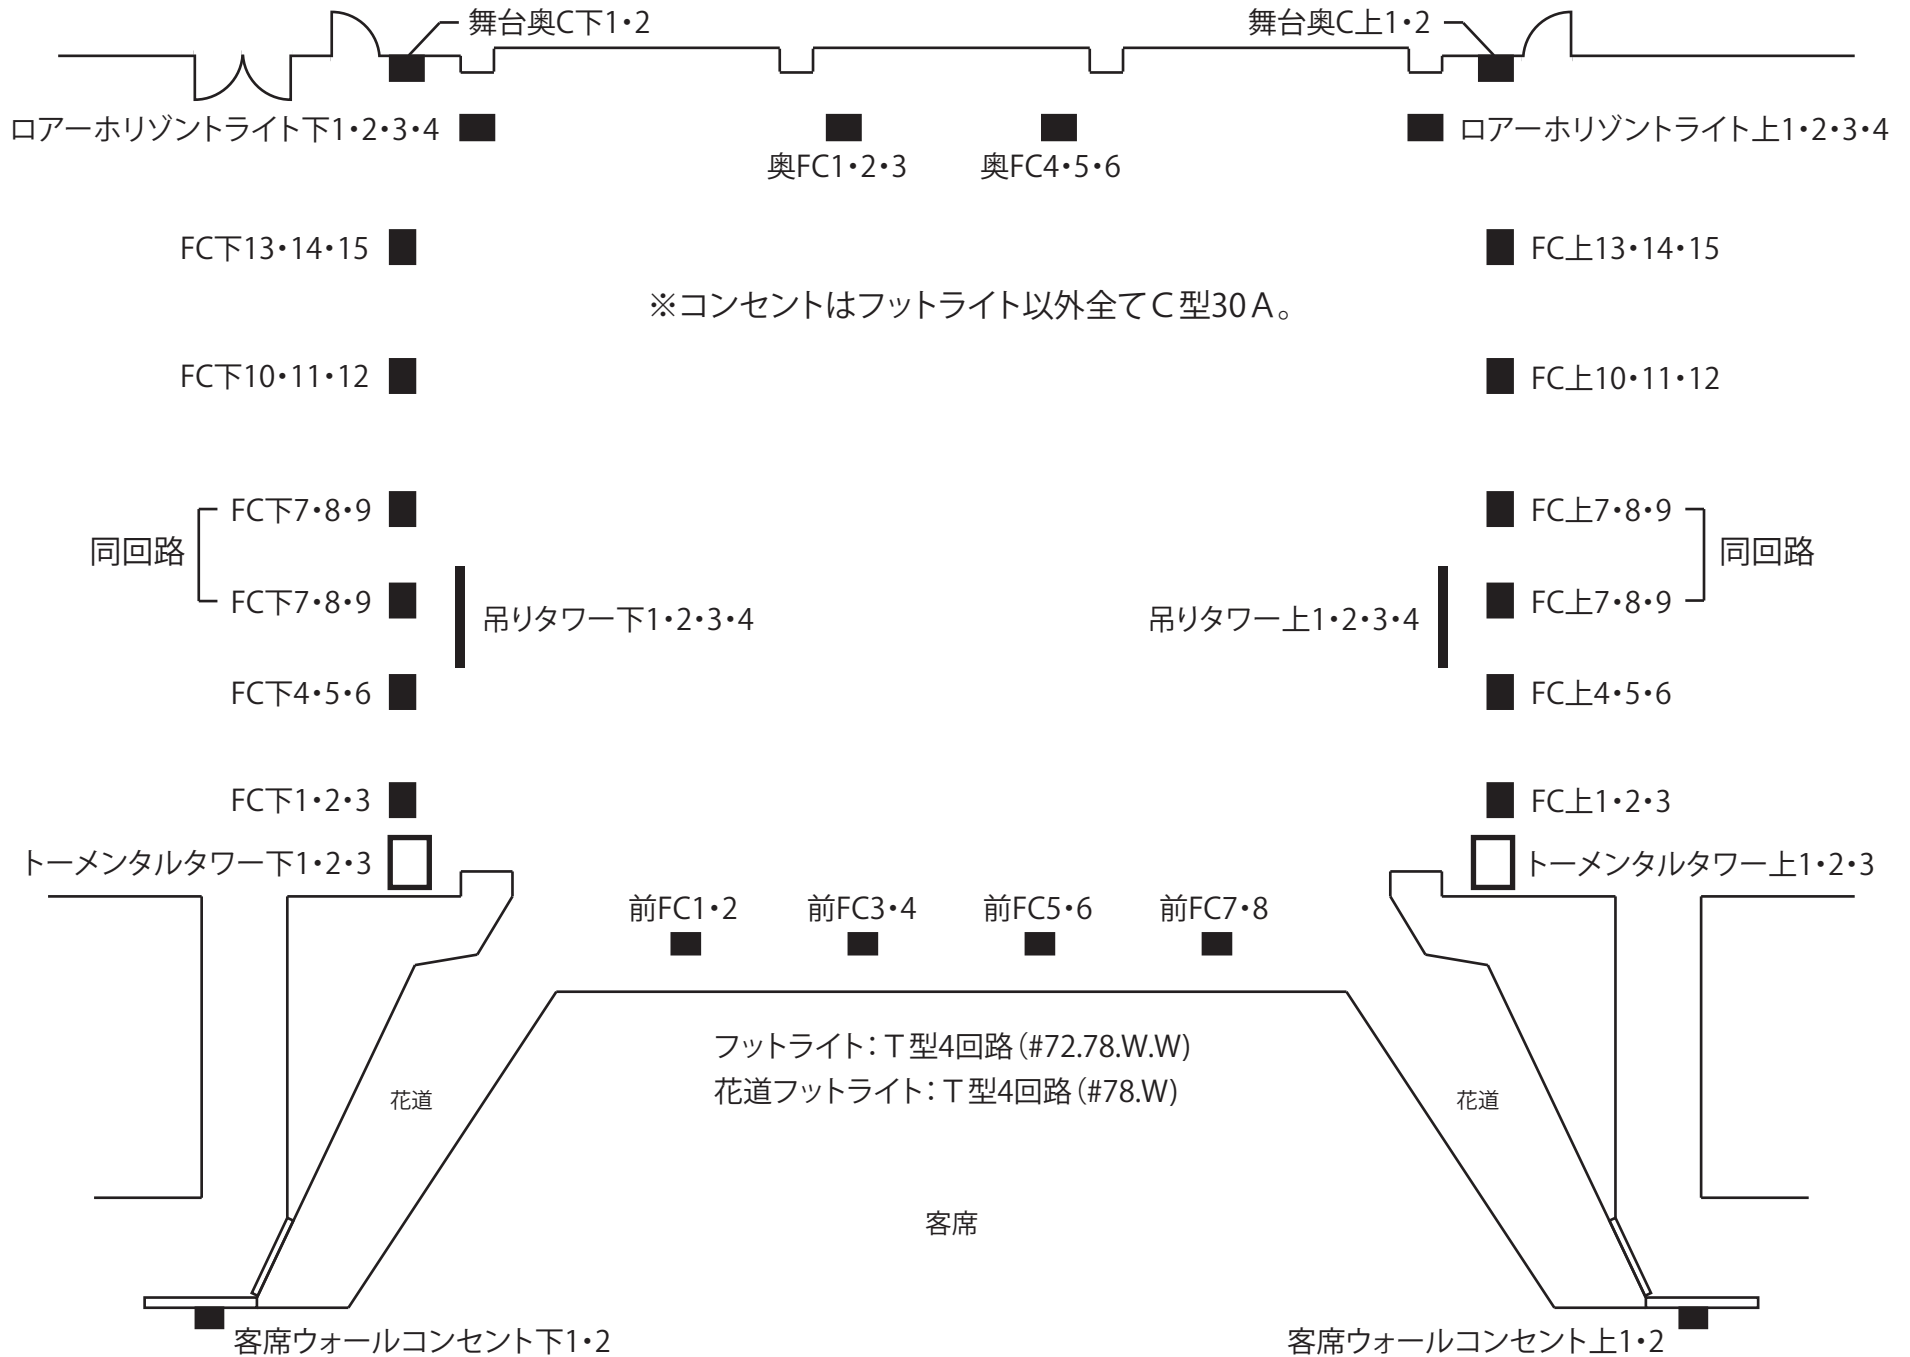 舞台奥C下1・2
舞台奥C上1・2
ロアーホリゾントライト下1・2・3・4
ロアーホリゾントライト上1・2・3・4
奥FC1・2・3
奥FC4・5・6
FC下13・14・15
FC上13・14・15
※コンセントはフットライト以外全てＣ型30Ａ。
FC下10・11・12
FC上10・11・12
FC下7・8・9
FC上7・8・9
同回路
同回路
FC下7・8・9
FC上7・8・9
吊りタワー下1・2・3・4
吊りタワー上1・2・3・4
FC下4・5・6
FC上4・5・6
FC下1・2・3
FC上1・2・3
トーメンタルタワー下1・2・3
トーメンタルタワー上1・2・3
前FC1・2
前FC3・4
前FC5・6
前FC7・8
フットライト：Ｔ型4回路（#72.78.W.W)
花道フットライト：Ｔ型4回路（#78.W)
花道
花道
客席
客席ウォールコンセント下1・2
客席ウォールコンセント上1・2